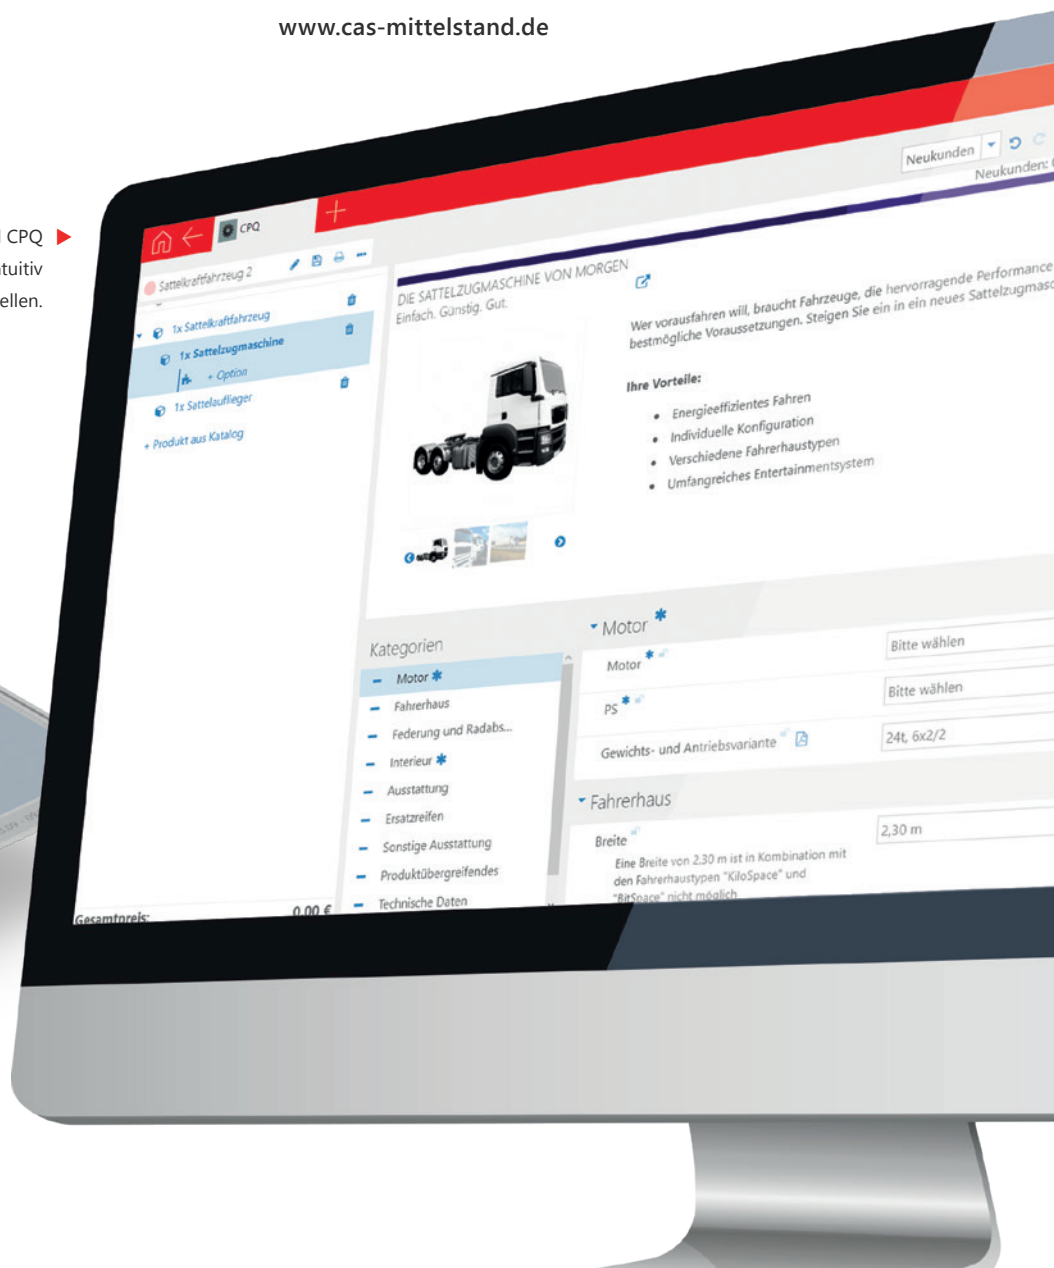 www.cas-mittelstand.de
CPQ
tuitiv
ellen.
CPQ
Neukunden
Neukunden:
Sattelkraftfahrzeug 2
1x Sattelkraftfahrzeug
1x Sattelzugmaschine
+ Option
1x Sattelauflieger
+ Produkt aus Katalog
Gesamtpreis: 0,00 €
DIE SATTELZUGMASCHINE VON MORGEN
Einfach. Günstig. Gut.
Wer vorausfahren will, braucht Fahrzeuge, die hervorragende Performance
bestmögliche Voraussetzungen. Steigen Sie ein in ein neues Sattelzugmasc
Ihre Vorteile:
• Energieeffizientes Fahren
• Individuelle Konfiguration
• Verschiedene Fahrerhaustypen
• Umfangreiches Entertainmentsystem
Kategorien
Motor *
Fahrerhaus
Federung und Radabs...
Interieur *
Ausstattung
Ersatzreifen
Sonstige Ausstattung
Produktübergreifendes
Technische Daten
Motor *
Motor * Bitte wählen
PS * Bitte wählen
Gewichts- und Antriebsvariante 24t, 6x2/2
Fahrerhaus
Breite 2,30 m
Eine Breite von 2.30 m ist in Kombination mit
den Fahrerhaustypen "KiloSpace" und
"BitSpace" nicht möglich